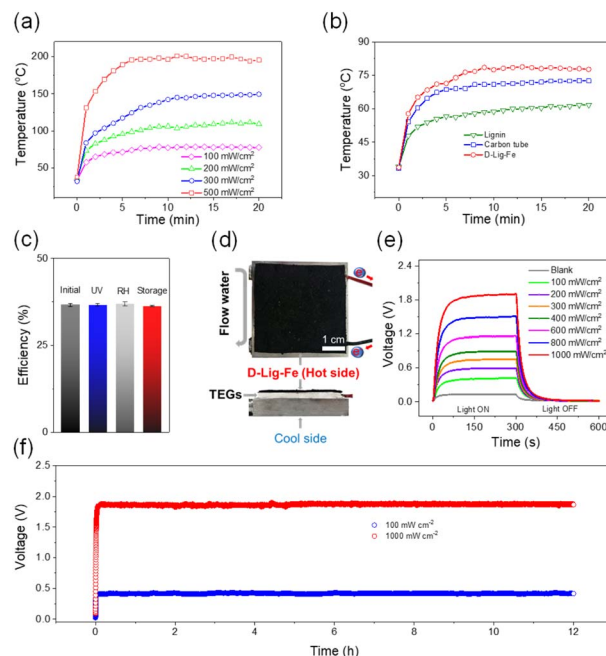 (a)
Temperature (°C)
200
150
100
50
0
100 mW/cm²
200 mW/cm²
300 mW/cm²
500 mW/cm²
0 5 10 15 20
Time (min)
(b)
Temperature (°C)
90
75
60
45
30
Lignin
Carbon tube
D-Lig-Fe
0 5 10 15 20
Time (min)
(c)
Efficiency (%)
50
25
0
Initial UV RH Storage
(d)
Flow water
e
1 cm
e
D-Lig-Fe (Hot side)
TEGs
Cool side
(e)
Voltage (V)
2.4
1.8
1.2
0.6
0.0
Blank
100 mW/cm²
200 mW/cm²
300 mW/cm²
400 mW/cm²
600 mW/cm²
800 mW/cm²
1000 mW/cm²
Light ON Light OFF
0 150 300 450 600
Time (s)
(f)
Voltage (V)
2.5
2.0
1.5
1.0
0.5
0.0
100 mW cm⁻²
1000 mW cm⁻²
0 2 4 6 8 10 12
Time (h)